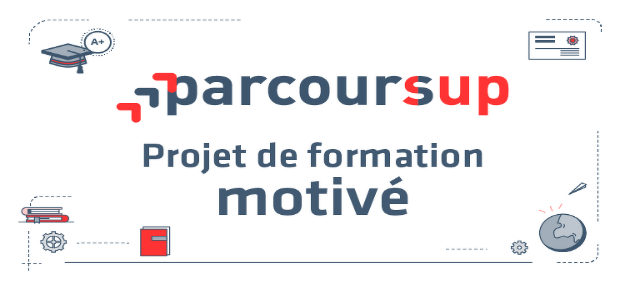 A+
parcoursup
Projet de formation
motivé